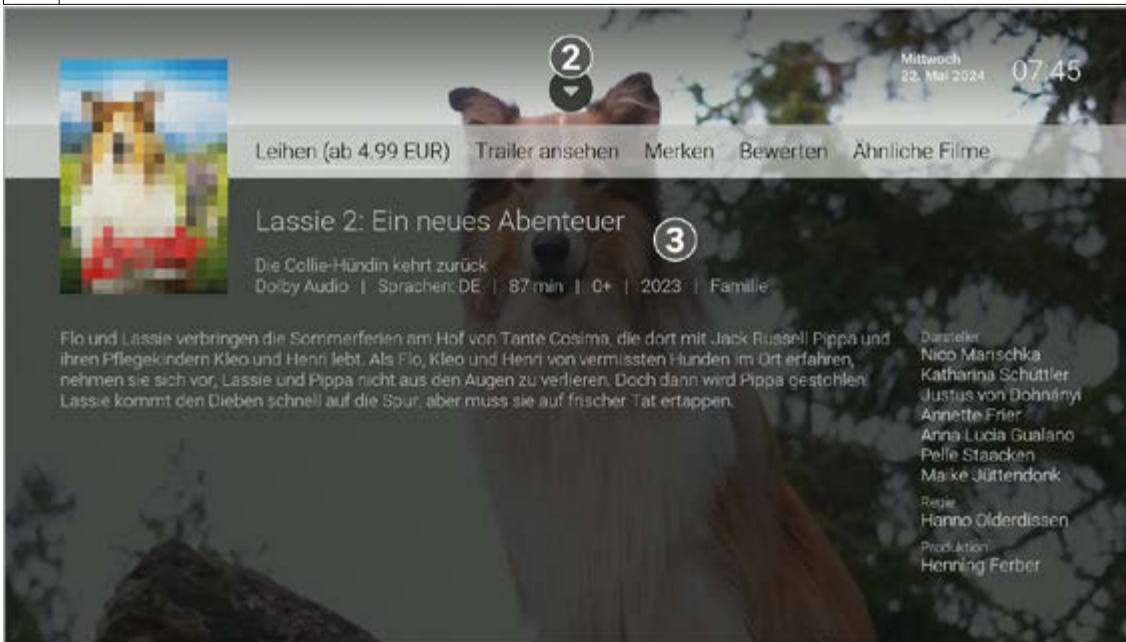 2
Mittwoch
22. Mai 2024
07:45
Leihen (ab 4.99 EUR) Trailer ansehen Merken Bewerten Ähnliche Filme
Lassie 2: Ein neues Abenteuer
3
Die Collie-Hündin kehrt zurück
Dolby Audio | Sprachen: DE | 87 min | 0+ | 2023 | Familie
Flo und Lassie verbringen die Sommerferien am Hof von Tante Cosima, die dort mit Jack Russell Pippa und
ihren Pflegekindern Kleo und Henri lebt. Als Flo, Kleo und Henri von vermissten Hunden im Ort erfahren,
nehmen sie sich vor, Lassie und Pippa nicht aus den Augen zu verlieren. Doch dann wird Pippa gestohlen!
Lassie kommt den Dieben schnell auf die Spur, aber muss sie auf frischer Tat ertappen.
Darsteller
Nico Marischka
Katharina Schüttler
Justus von Dohnányi
Annette Frier
Anna Lucia Gualano
Pelle Staacken
Maike Jüttendonk
Regie
Hanno Olderdissen
Produktion
Henning Ferber